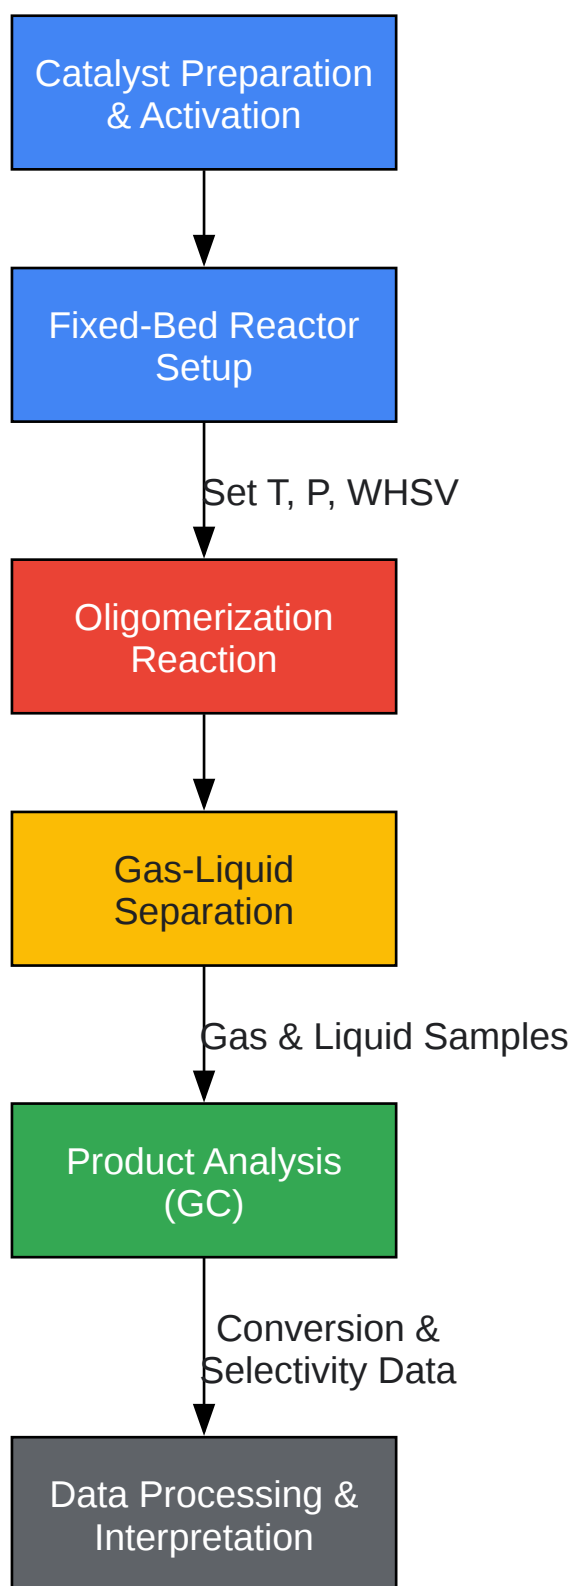 Catalyst Preparation
& Activation
Fixed-Bed Reactor
Setup
Set T, P, WHSV
Oligomerization
Reaction
Gas-Liquid
Separation
Gas & Liquid Samples
Product Analysis
(GC)
Conversion &
Selectivity Data
Data Processing &
Interpretation